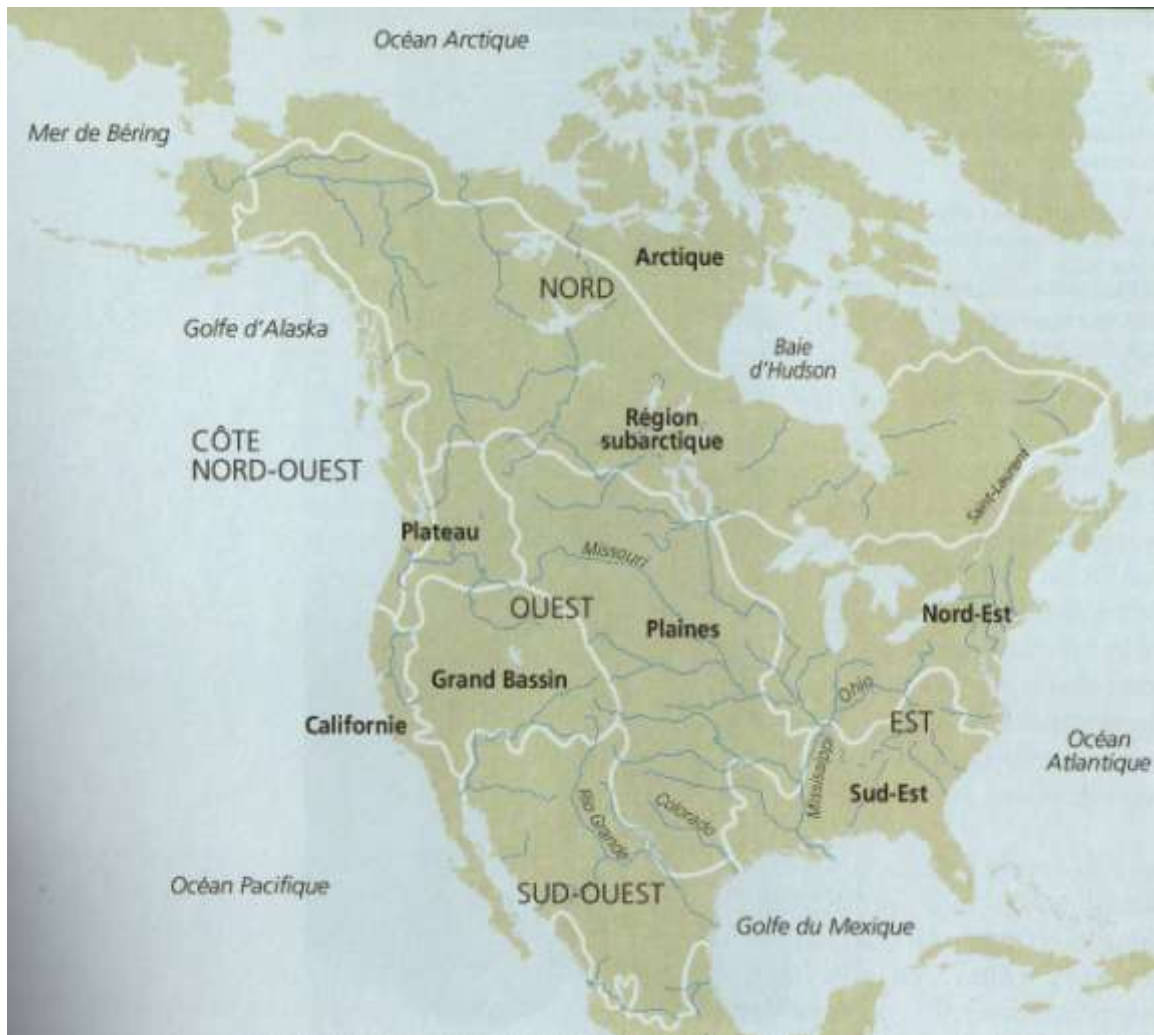 Océan Arctique
Mer de Béring
Arctique
NORD
Golfe d'Alaska
Baie
d'Hudson
Région
subarctique
CÔTE
NORD-OUEST
Saint-Laurent
Plateau
Missouri
OUEST
Nord-Est
Plaines
Grand Bassin
Ohio
Californie
EST
Océan
Atlantique
Mississippi
Sud-Est
Rio Grande
Colorado
Océan Pacifique
SUD-OUEST
Golfe du Mexique